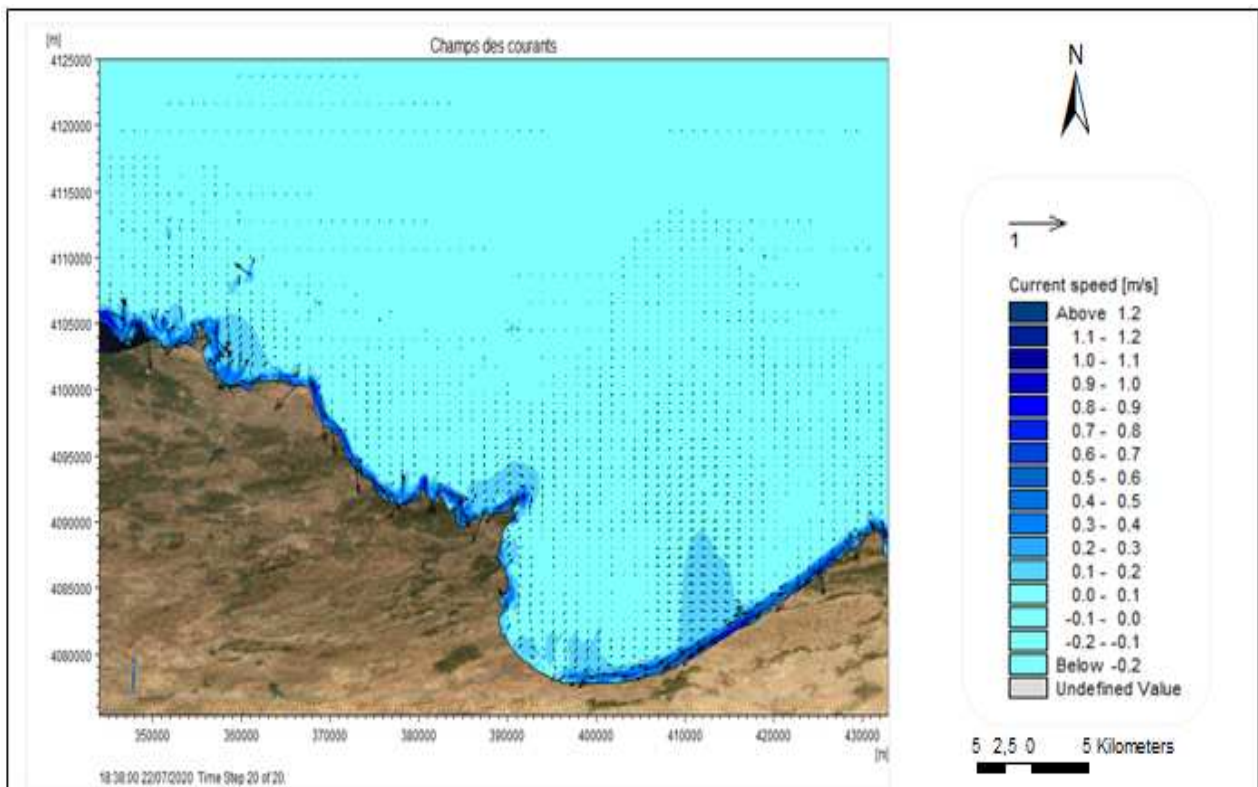 [m]
Champs des courants
4125000
4120000
4115000
4110000
4105000
4100000
4095000
4090000
4085000
4080000
350000 360000 370000 380000 390000 400000 410000 420000 430000
[m]
18:38:00 22/07/2020 Time Step 20 of 20.
N
1
Current speed [m/s]
Above 1.2
1.1 - 1.2
1.0 - 1.1
0.9 - 1.0
0.8 - 0.9
0.7 - 0.8
0.6 - 0.7
0.5 - 0.6
0.4 - 0.5
0.3 - 0.4
0.2 - 0.3
0.1 - 0.2
0.0 - 0.1
-0.1 - 0.0
-0.2 - -0.1
Below -0.2
Undefined Value
5 2,5 0 5 Kilometers